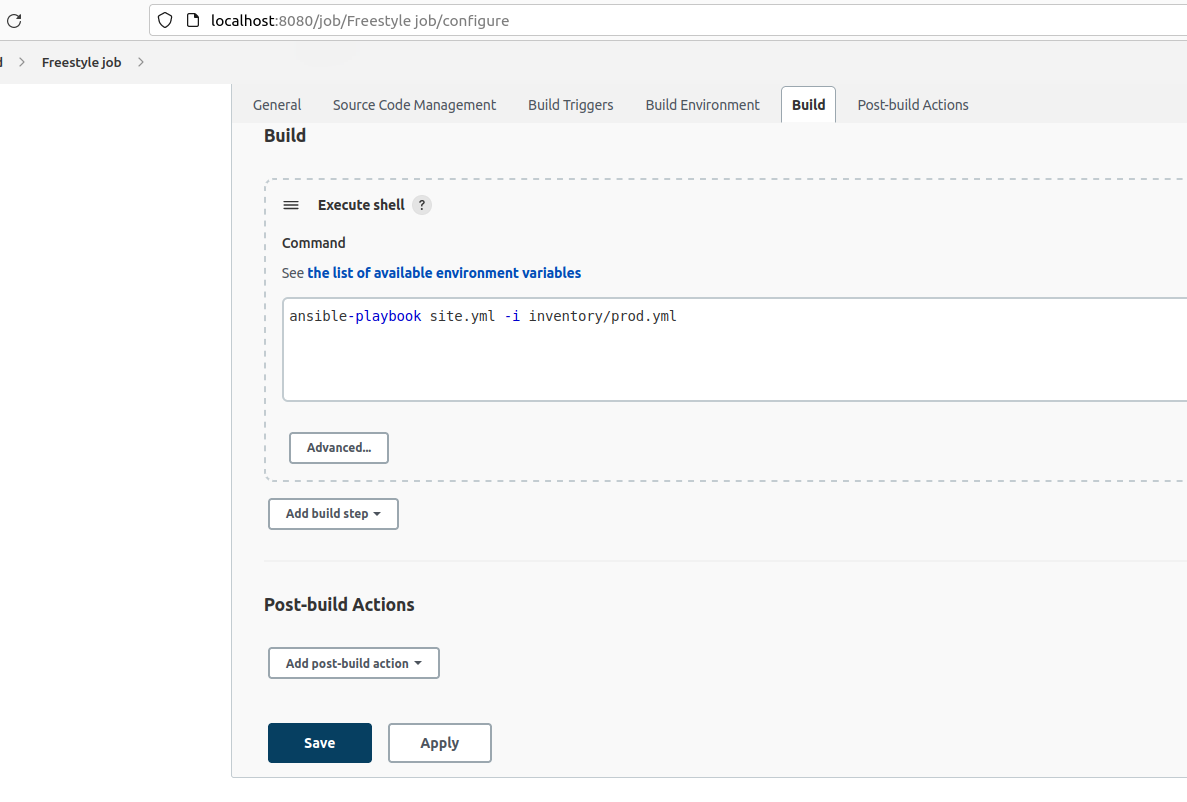 localhost:8080/job/Freestyle job/configure
Freestyle job
General Source Code Management Build Triggers Build Environment Build Post-build Actions
Build
Execute shell ?
Command
See the list of available environment variables
ansible-playbook site.yml -i inventory/prod.yml
Advanced...
Add build step
Post-build Actions
Add post-build action
Save Apply